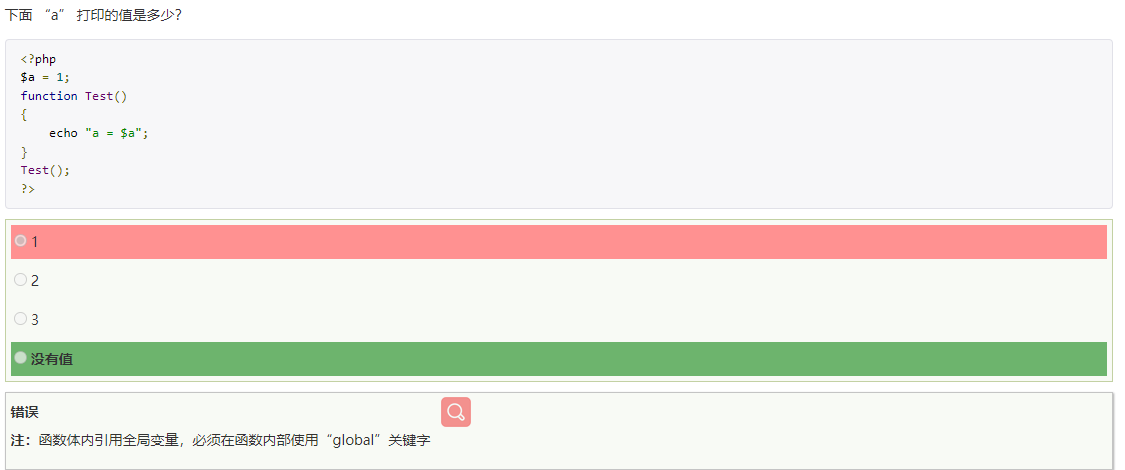 下面 “a” 打印的值是多少?
<?php
$a = 1;
function Test()
{
    echo "a = $a";
}
Test();
?>
1
2
3
没有值
错误
注：函数体内引用全局变量，必须在函数内部使用“global”关键字